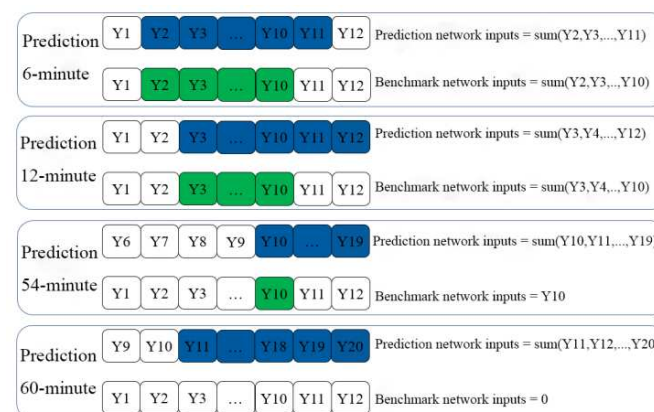 Prediction
6-minute
Y1 Y2 Y3 ... Y10 Y11 Y12 Prediction network inputs = sum(Y2,Y3,...,Y11)
Y1 Y2 Y3 ... Y10 Y11 Y12 Benchmark network inputs = sum(Y2,Y3,..,Y10)
Prediction
12-minute
Y1 Y2 Y3 ... Y10 Y11 Y12 Prediction network inputs = sum(Y3,Y4,..,Y12)
Y1 Y2 Y3 ... Y10 Y11 Y12 Benchmark network inputs = sum(Y3,Y4,..,Y10)
Prediction
54-minute
Y6 Y7 Y8 Y9 Y10 ... Y19 Prediction network inputs = sum(Y10,Y11,...,Y19)
Y1 Y2 Y3 ... Y10 Y11 Y12 Benchmark network inputs = Y10
Prediction
60-minute
Y9 Y10 Y11 ... Y18 Y19 Y20 Prediction network inputs = sum(Y11,Y12,...,Y20
Y1 Y2 Y3 ... Y10 Y11 Y12 Benchmark network inputs = 0